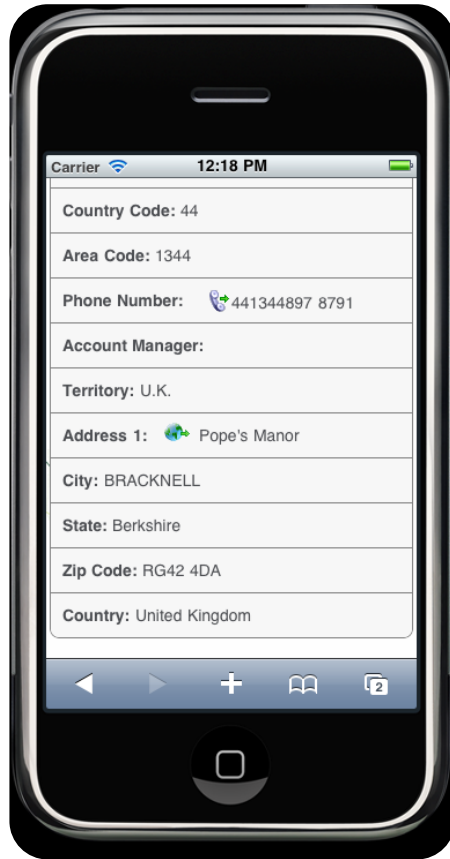 Carrier 12:18 PM
Country Code: 44
Area Code: 1344
Phone Number: 441344897 8791
Account Manager:
Territory: U.K.
Address 1: Pope's Manor
City: BRACKNELL
State: Berkshire
Zip Code: RG42 4DA
Country: United Kingdom
2